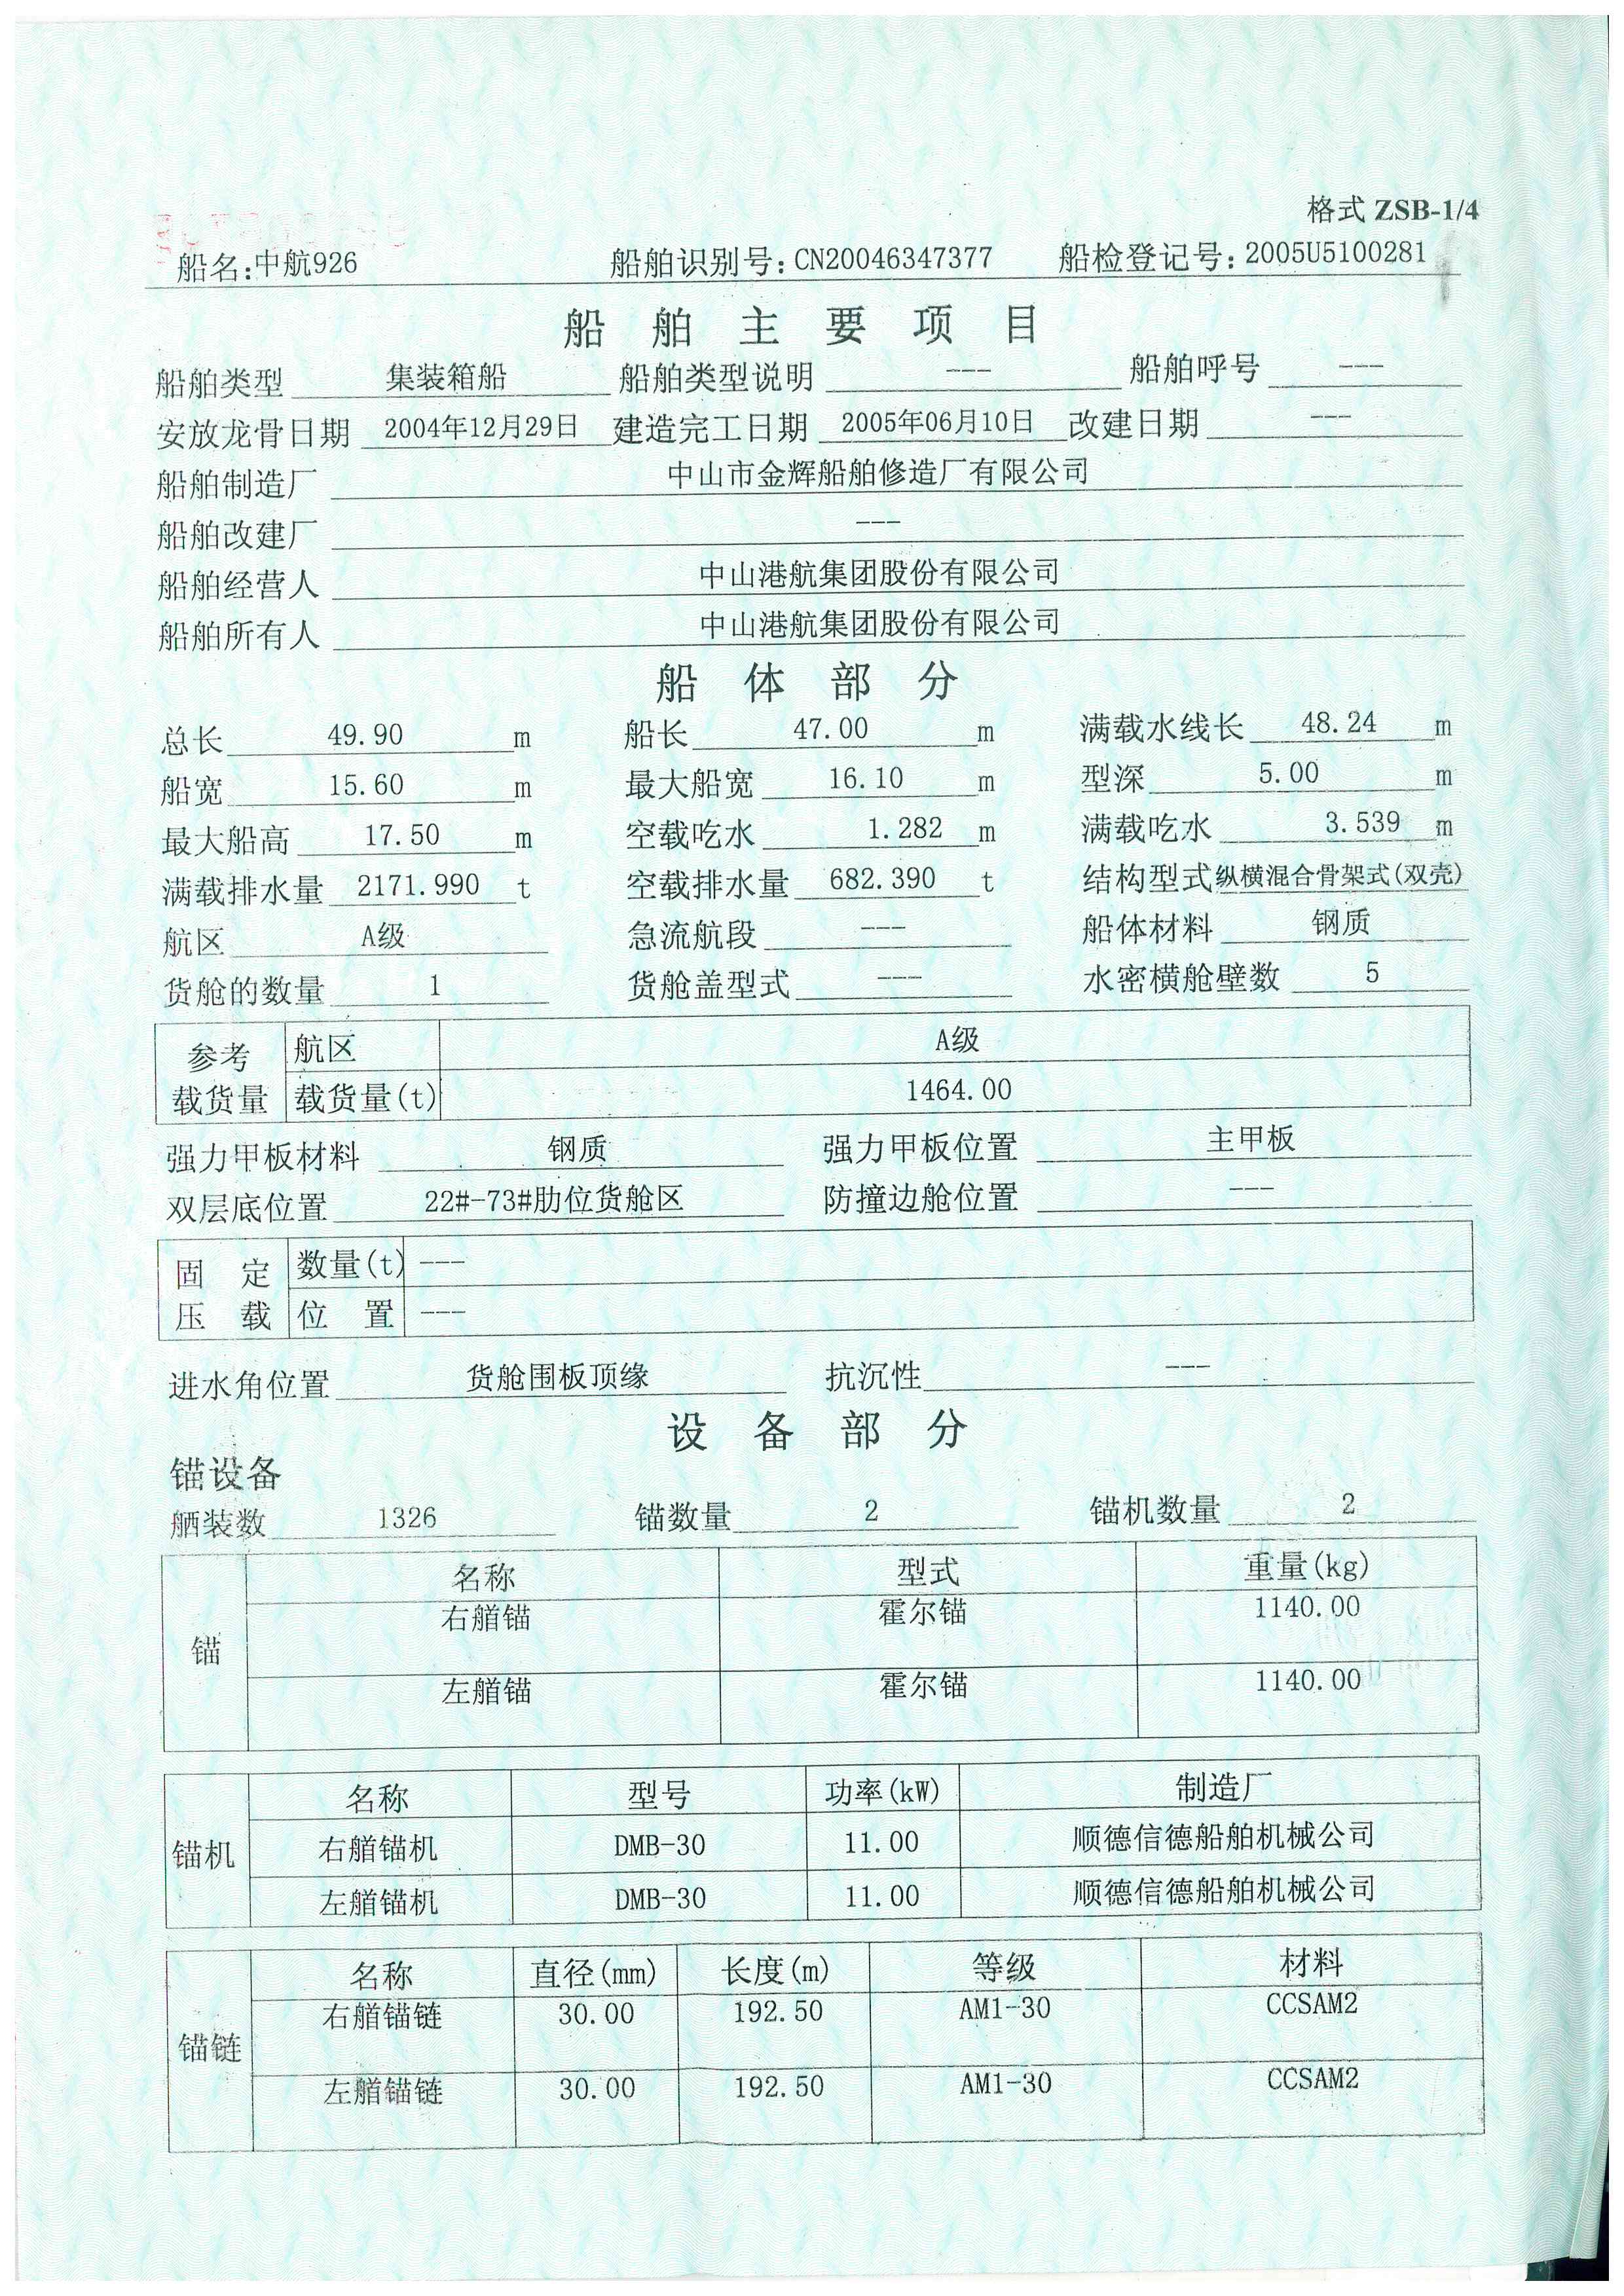 格式 ZSB-1/4
船名:中航926 船舶识别号:CN20046347377 船检登记号:2005U5100281
船舶主要项目
船舶类型 集装箱船 船舶类型说明 --- 船舶呼号 ---
安放龙骨日期 2004年12月29日 建造完工日期 2005年06月10日 改建日期 ---
船舶制造厂 中山市金辉船舶修造厂有限公司
船舶改建厂 ---
船舶经营人 中山港航集团股份有限公司
船舶所有人 中山港航集团股份有限公司
船体部分
总长 49.90 m 船长 47.00 m 满载水线长 48.24 m
船宽 15.60 m 最大船宽 16.10 m 型深 5.00 m
最大船高 17.50 m 空载吃水 1.282 m 满载吃水 3.539 m
满载排水量 2171.990 t 空载排水量 682.390 t 结构型式 纵横混合骨架式(双壳)
航区 A级 急流航段 --- 船体材料 钢质
货舱的数量 1 货舱盖型式 --- 水密横舱壁数 5
参考载货量 航区 A级
载货量(t) 1464.00
强力甲板材料 钢质 强力甲板位置 主甲板
双层底位置 22#-73#肋位货舱区 防撞边舱位置 ---
固定压载 数量(t) ---
位置 ---
进水角位置 货舱围板顶缘 抗沉性 ---
设备部分
锚设备
舾装数 1326 锚数量 2 锚机数量 2
锚 名称 型式 重量(kg)
右艏锚 霍尔锚 1140.00
左艏锚 霍尔锚 1140.00
锚机 名称 型号 功率(kW) 制造厂
右艏锚机 DMB-30 11.00 顺德信德船舶机械公司
左艏锚机 DMB-30 11.00 顺德信德船舶机械公司
锚链 名称 直径(mm) 长度(m) 等级 材料
右艏锚链 30.00 192.50 AM1-30 CCSAM2
左艏锚链 30.00 192.50 AM1-30 CCSAM2